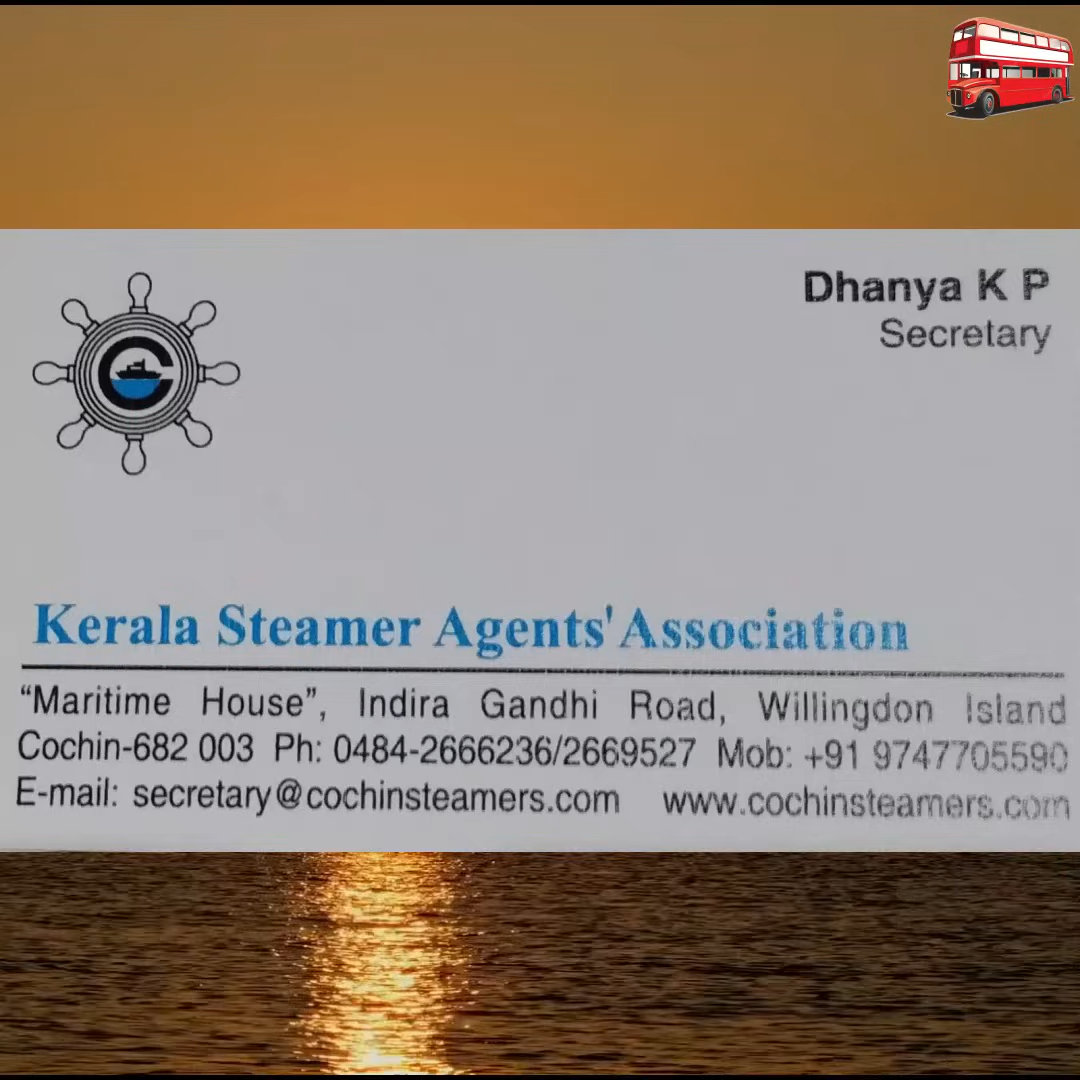 Dhanya K P
Secretary
Kerala Steamer Agents' Association
“Maritime House”, Indira Gandhi Road, Willingdon Island
Cochin-682 003 Ph: 0484-2666236/2669527 Mob: +91 9747705590
E-mail: secretary@cochinsteamers.com www.cochinsteamers.com